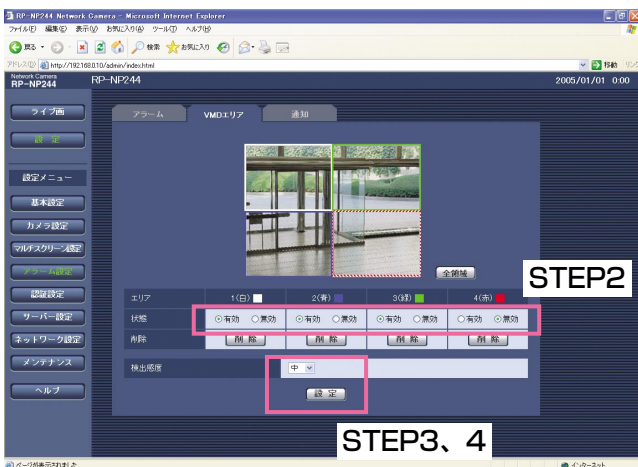 RP-NP244 Network Camera - Microsoft Internet Explorer
ファイル(F) 編集(E) 表示(V) お気に入り(A) ツール(T) ヘルプ(H)
戻る 検索 お気に入り
アドレス(D) http://192.168.0.10/admin/index.html 移動 リンク
Network Camera
RP-NP244
RP-NP244
2005/01/01 0:00
ライブ画
設 定
設定メニュー
基本設定
カメラ設定
マルチスクリーン設定
アラーム設定
認証設定
サーバー設定
ネットワーク設定
メンテナンス
ヘルプ
アラーム VMDエリア 通知
全領域
STEP2
エリア 1(白) 2(青) 3(緑) 4(赤)
状態 有効 無効 有効 無効 有効 無効 有効 無効
削除 削 除 削 除 削 除 削 除
検出感度 中
設 定
STEP3、4
ページが表示されました
インターネット